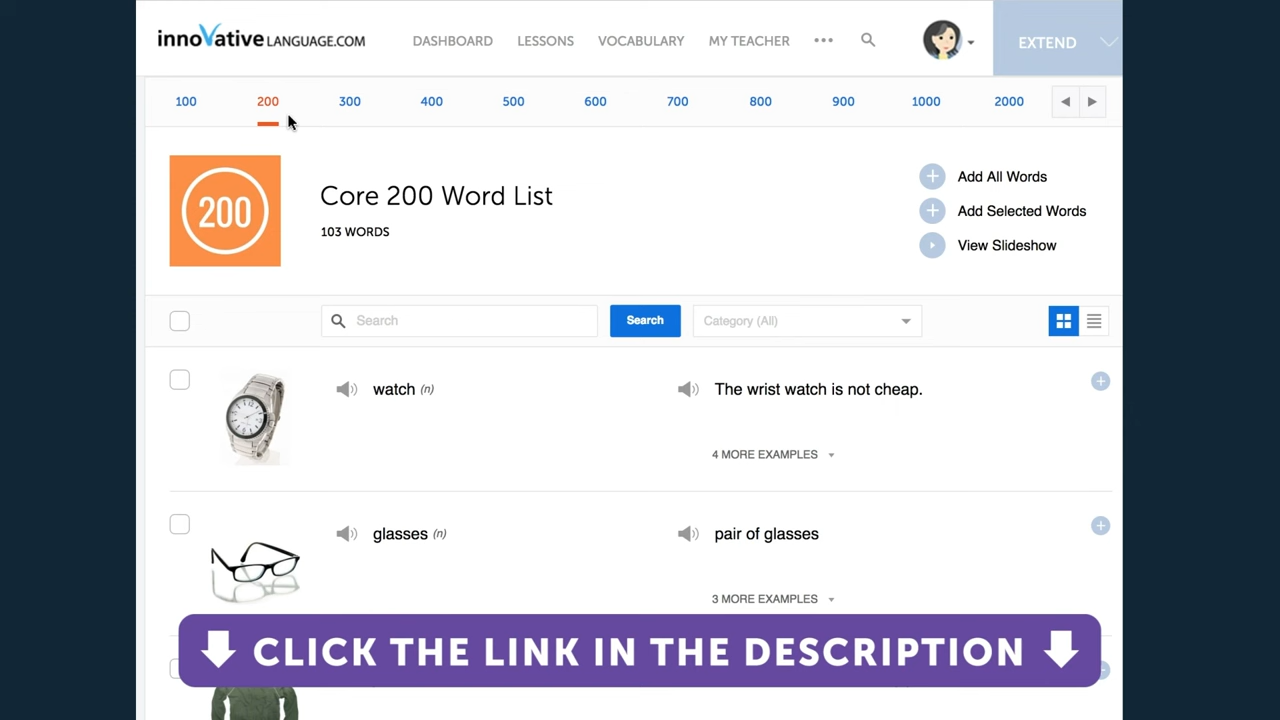 innoVative LANGUAGE.COM
DASHBOARD LESSONS VOCABULARY MY TEACHER ••• EXTEND
100 200 300 400 500 600 700 800 900 1000 2000
200
Core 200 Word List
103 WORDS
Add All Words
Add Selected Words
View Slideshow
Search Search Category (All)
watch (n) The wrist watch is not cheap.
4 MORE EXAMPLES
glasses (n) pair of glasses
3 MORE EXAMPLES
CLICK THE LINK IN THE DESCRIPTION